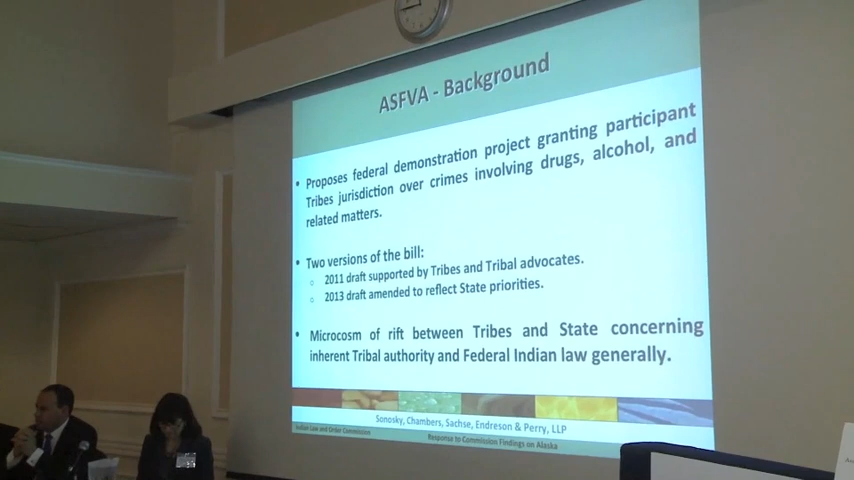 ASFVA - Background
• Proposes federal demonstration project granting participant
Tribes jurisdiction over crimes involving drugs, alcohol, and
related matters.
• Two versions of the bill:
○ 2011 draft supported by Tribes and Tribal advocates.
○ 2013 draft amended to reflect State priorities.
• Microcosm of rift between Tribes and State concerning
inherent Tribal authority and Federal Indian law generally.
Sonosky, Chambers, Sachse, Endreson & Perry, LLP
Indian Law and Order Commission
Response to Commission Findings on Alaska